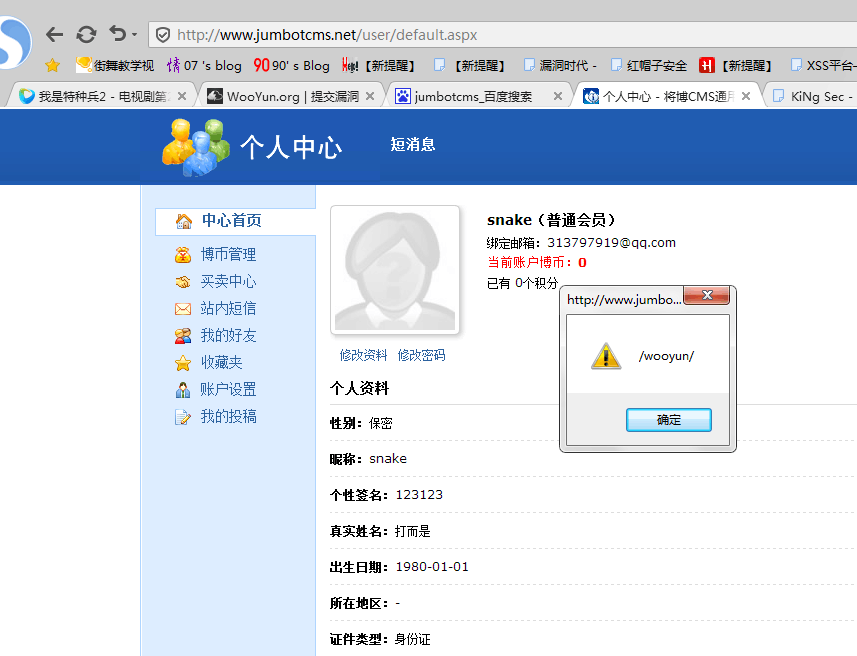 http://www.jumbotcms.net/user/default.aspx
街舞教学视 情 07 's blog 90 90' s Blog 【新提醒】 【新提醒】 漏洞时代 - 红帽子安全 H 【新提醒】 XSS平台-
我是特种兵2 - 电视剧第 WooYun.org | 提交漏洞 jumbotcms_百度搜索 个人中心 - 将博CMS通用 KiNg Sec -
个人中心 短消息
中心首页
博币管理
买卖中心
站内短信
我的好友
收藏夹
账户设置
我的投稿
snake（普通会员）
绑定邮箱：313797919@qq.com
当前账户博币：0
已有 0个积分
修改资料 修改密码
http://www.jumbo...
/wooyun/
确定
个人资料
性别：保密
昵称：snake
个性签名：123123
真实姓名：打而是
出生日期：1980-01-01
所在地区：-
证件类型：身份证